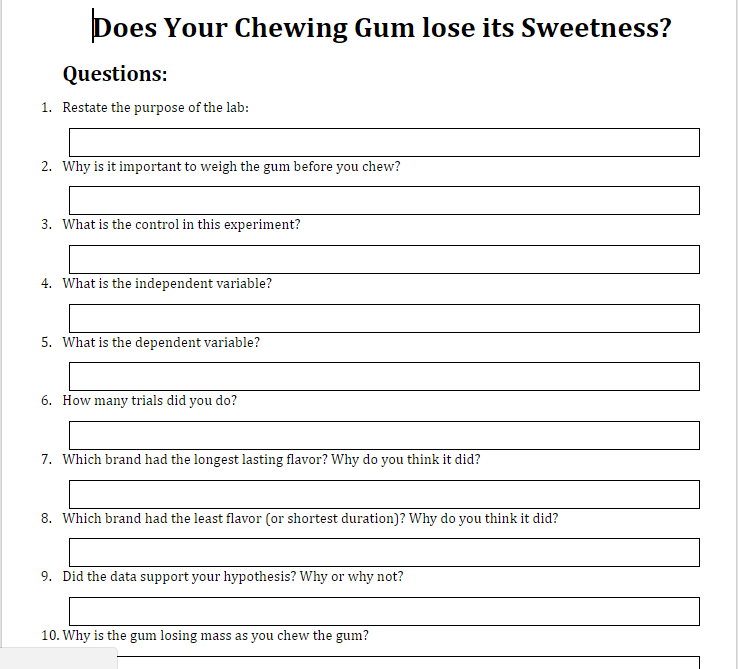 Does Your Chewing Gum lose its Sweetness?
Questions:
1. Restate the purpose of the lab:
2. Why is it important to weigh the gum before you chew?
3. What is the control in this experiment?
4. What is the independent variable?
5. What is the dependent variable?
6. How many trials did you do?
7. Which brand had the longest lasting flavor? Why do you think it did?
8. Which brand had the least flavor (or shortest duration)? Why do you think it did?
9. Did the data support your hypothesis? Why or why not?
10. Why is the gum losing mass as you chew the gum?